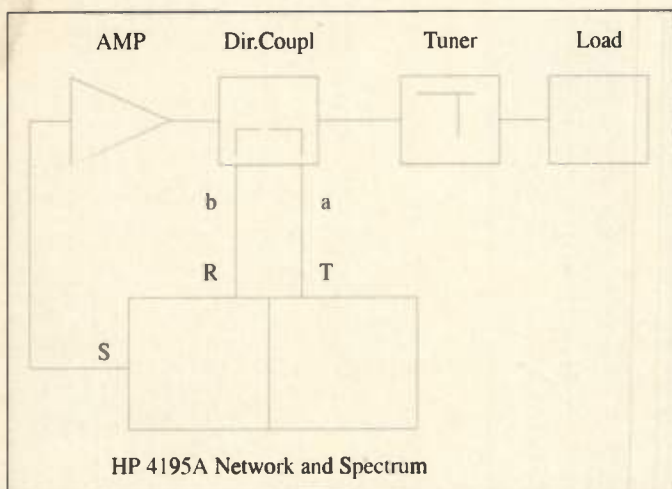 AMP Dir.Coupl Tuner Load
b a
R T
S
HP 4195A Network and Spectrum